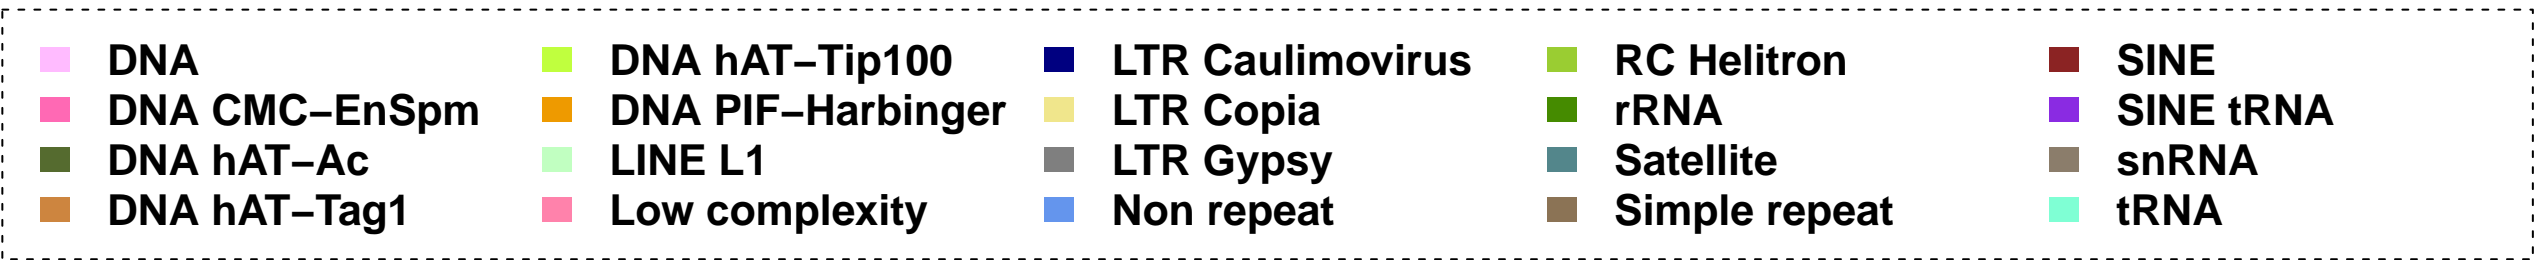 DNA
DNA CMC–EnSpm
DNA hAT–Ac
DNA hAT–Tag1
DNA hAT–Tip100
DNA PIF–Harbinger
LINE L1
Low complexity
LTR Caulimovirus
LTR Copia
LTR Gypsy
Non repeat
RC Helitron
rRNA
Satellite
Simple repeat
SINE
SINE tRNA
snRNA
tRNA